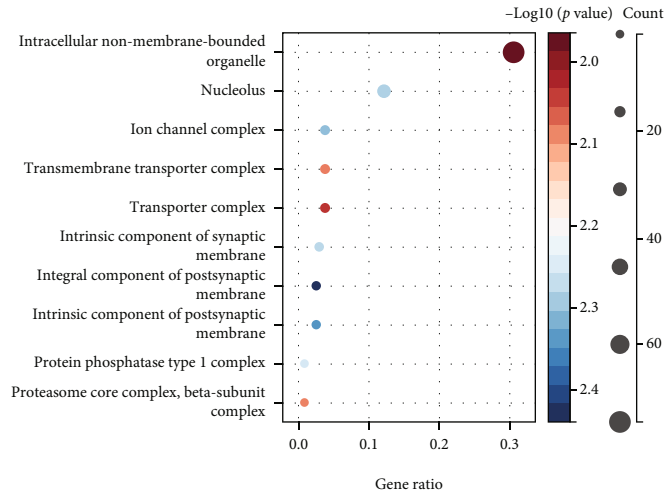 –Log10 (p value) Count
Intracellular non-membrane-bounded
organelle
Nucleolus
Ion channel complex
Transmembrane transporter complex
Transporter complex
Intrinsic component of synaptic
membrane
Integral component of postsynaptic
membrane
Intrinsic component of postsynaptic
membrane
Protein phosphatase type 1 complex
Proteasome core complex, beta-subunit
complex
2.0
2.1
2.2
2.3
2.4
20
40
60
0.0 0.1 0.2 0.3
Gene ratio